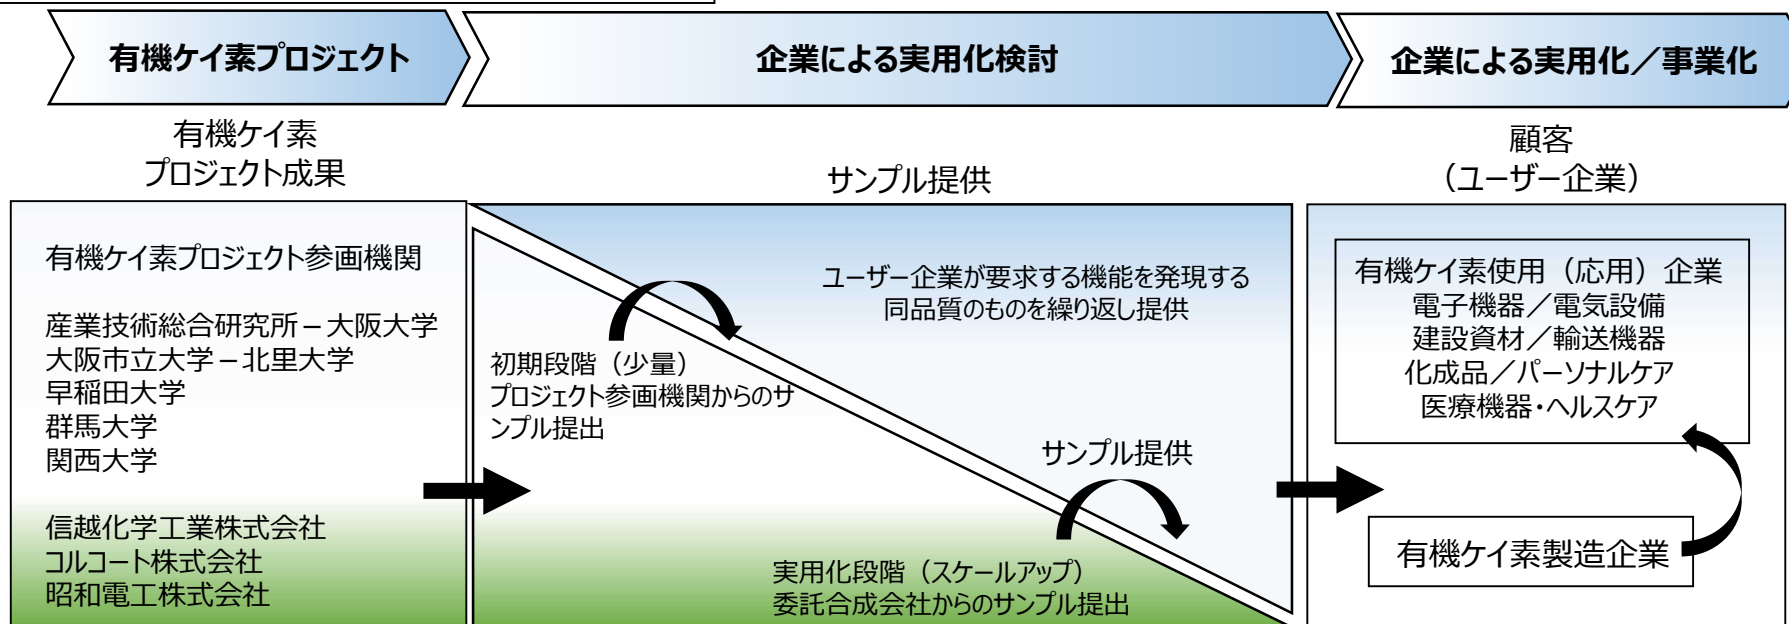 有機ケイ素プロジェクト
企業による実用化検討
企業による実用化／事業化
有機ケイ素
プロジェクト成果
サンプル提供
顧客
（ユーザー企業）
有機ケイ素プロジェクト参画機関
産業技術総合研究所－大阪大学
大阪市立大学－北里大学
早稲田大学
群馬大学
関西大学
信越化学工業株式会社
コルコート株式会社
昭和電工株式会社
ユーザー企業が要求する機能を発現する
同品質のものを繰り返し提供
初期段階（少量）
プロジェクト参画機関からのサ
ンプル提出
サンプル提供
実用化段階（スケールアップ）
委託合成会社からのサンプル提出
有機ケイ素使用（応用）企業
電子機器／電気設備
建設資材／輸送機器
化成品／パーソナルケア
医療機器・ヘルスケア
有機ケイ素製造企業